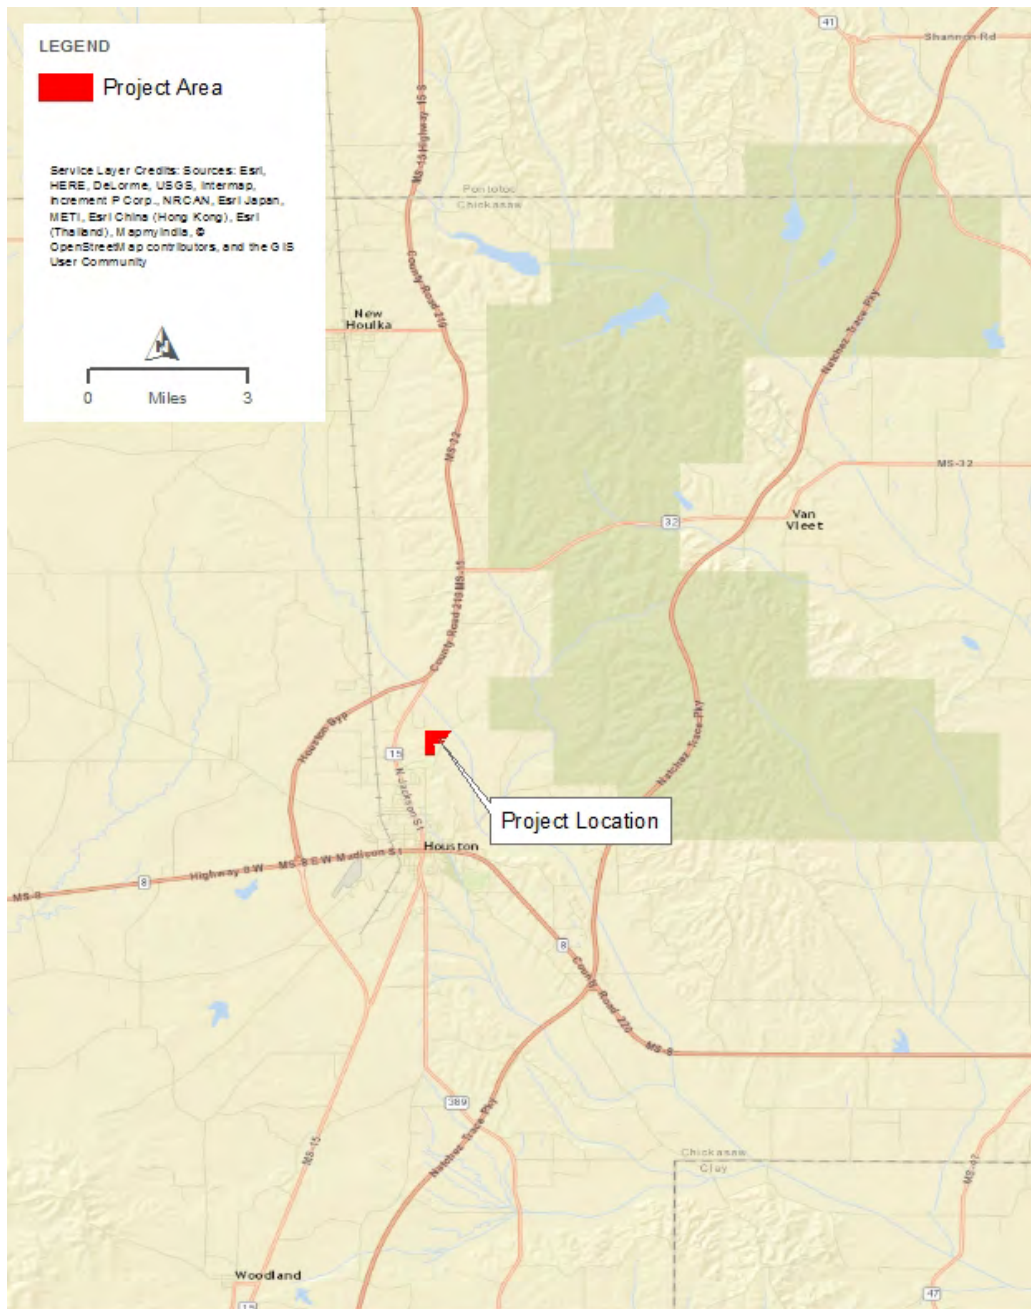 LEGEND
Project Area
Service Layer Credits: Sources: Esri,
HERE, DeLorme, USGS, Intermap,
increment P Corp., NRCAN, Esri Japan,
METI, Esri China (Hong Kong), Esri
(Thailand), MapmyIndia, ©
OpenStreetMap contributors, and the GIS
User Community
N
0 Miles 3
41
Shannon Rd
MS-15 Highway 15 S
Pontotoc
Chickasaw
County Road 219
New
Houlka
Natchez Trace Pky
MS-32
MS-32
Van
Vleet
32
County Road 219 MS-15
Houston Byp
15
N Jackson St
Natchez Trace Pky
Project Location
Houston
MS-8 Highway 8 W MS-8 E W Madison St
8
8
County Road 220
MS-8
389
Natchez Trace Pky
MS-15
Chickasaw
Clay
Woodland
15
47